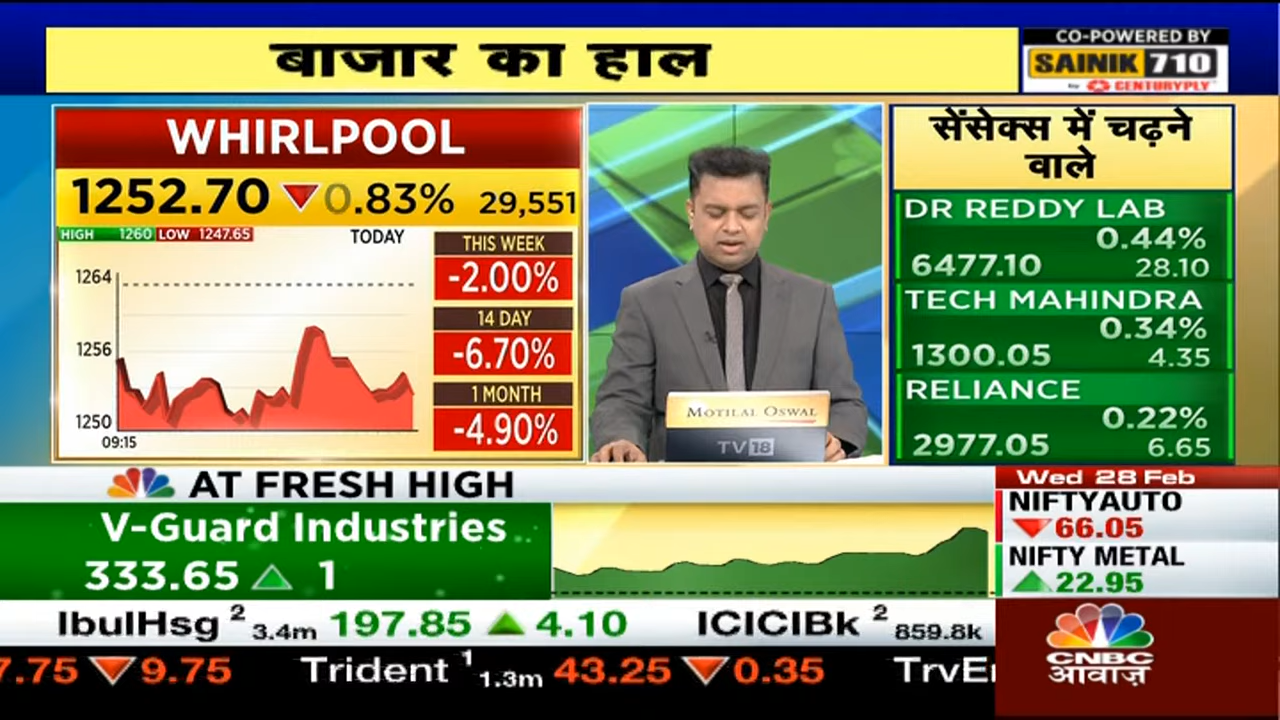 बाजार का हाल
CO-POWERED BY
SAINIK 710
by CENTURYPLY
WHIRLPOOL
1252.70 ▼ 0.83% 29,551
HIGH 1260 LOW 1247.65 TODAY
1264
1256
1250
09:15
THIS WEEK
-2.00%
14 DAY
-6.70%
1 MONTH
-4.90%
MOTILAL OSWAL
TV18
सेंसेक्स में चढ़ने
वाले
DR REDDY LAB
0.44%
6477.10 28.10
TECH MAHINDRA
0.34%
1300.05 4.35
RELIANCE
0.22%
2977.05 6.65
AT FRESH HIGH
V-Guard Industries
333.65 ▲ 1
Wed 28 Feb
NIFTYAUTO
▼ 66.05
NIFTY METAL
▲ 22.95
IbulHsg 2 3.4m 197.85 ▲ 4.10 ICICIBk 2 859.8k
7.75 ▼ 9.75 Trident 1 1.3m 43.25 ▼ 0.35 TrvEn
CNBC
आवाज़